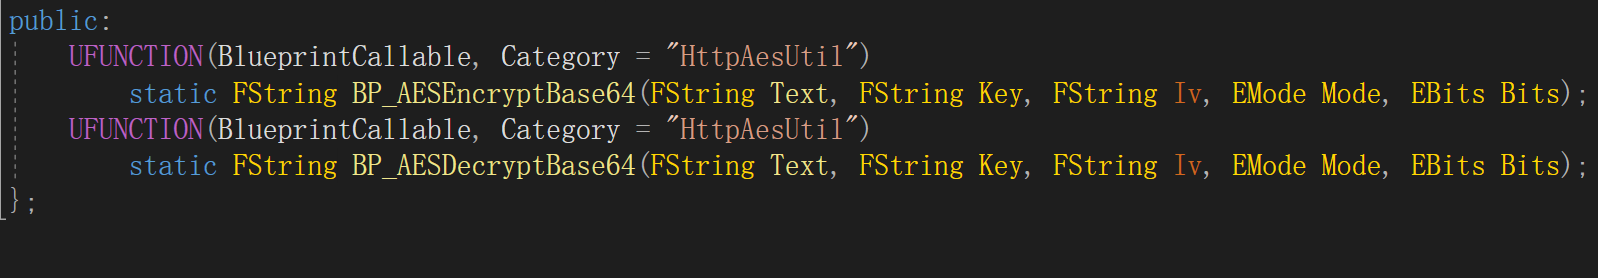 public:
UFUNCTION(BlueprintCallable, Category = "HttpAesUtil")
static FString BP_AESEncryptBase64(FString Text, FString Key, FString Iv, EMode Mode, EBits Bits);
UFUNCTION(BlueprintCallable, Category = "HttpAesUtil")
static FString BP_AESDecryptBase64(FString Text, FString Key, FString Iv, EMode Mode, EBits Bits);
};